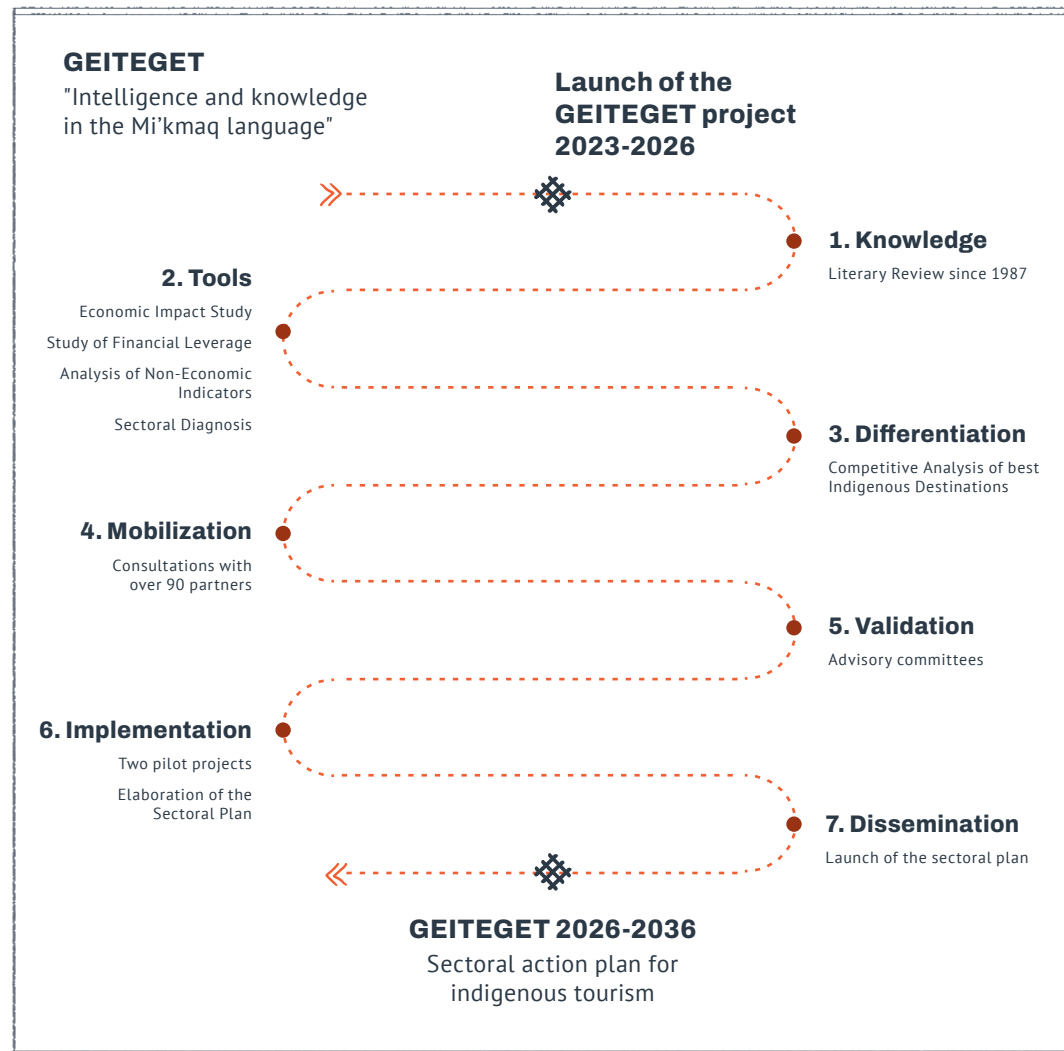 GEITEGET
"Intelligence and knowledge
in the Mi’kmaq language"
Launch of the
GEITEGET project
2023-2026
1. Knowledge
Literary Review since 1987
2. Tools
Economic Impact Study
Study of Financial Leverage
Analysis of Non-Economic
Indicators
Sectoral Diagnosis
3. Differentiation
Competitive Analysis of best
Indigenous Destinations
4. Mobilization
Consultations with
over 90 partners
5. Validation
Advisory committees
6. Implementation
Two pilot projects
Elaboration of the
Sectoral Plan
7. Dissemination
Launch of the sectoral plan
GEITEGET 2026-2036
Sectoral action plan for
indigenous tourism